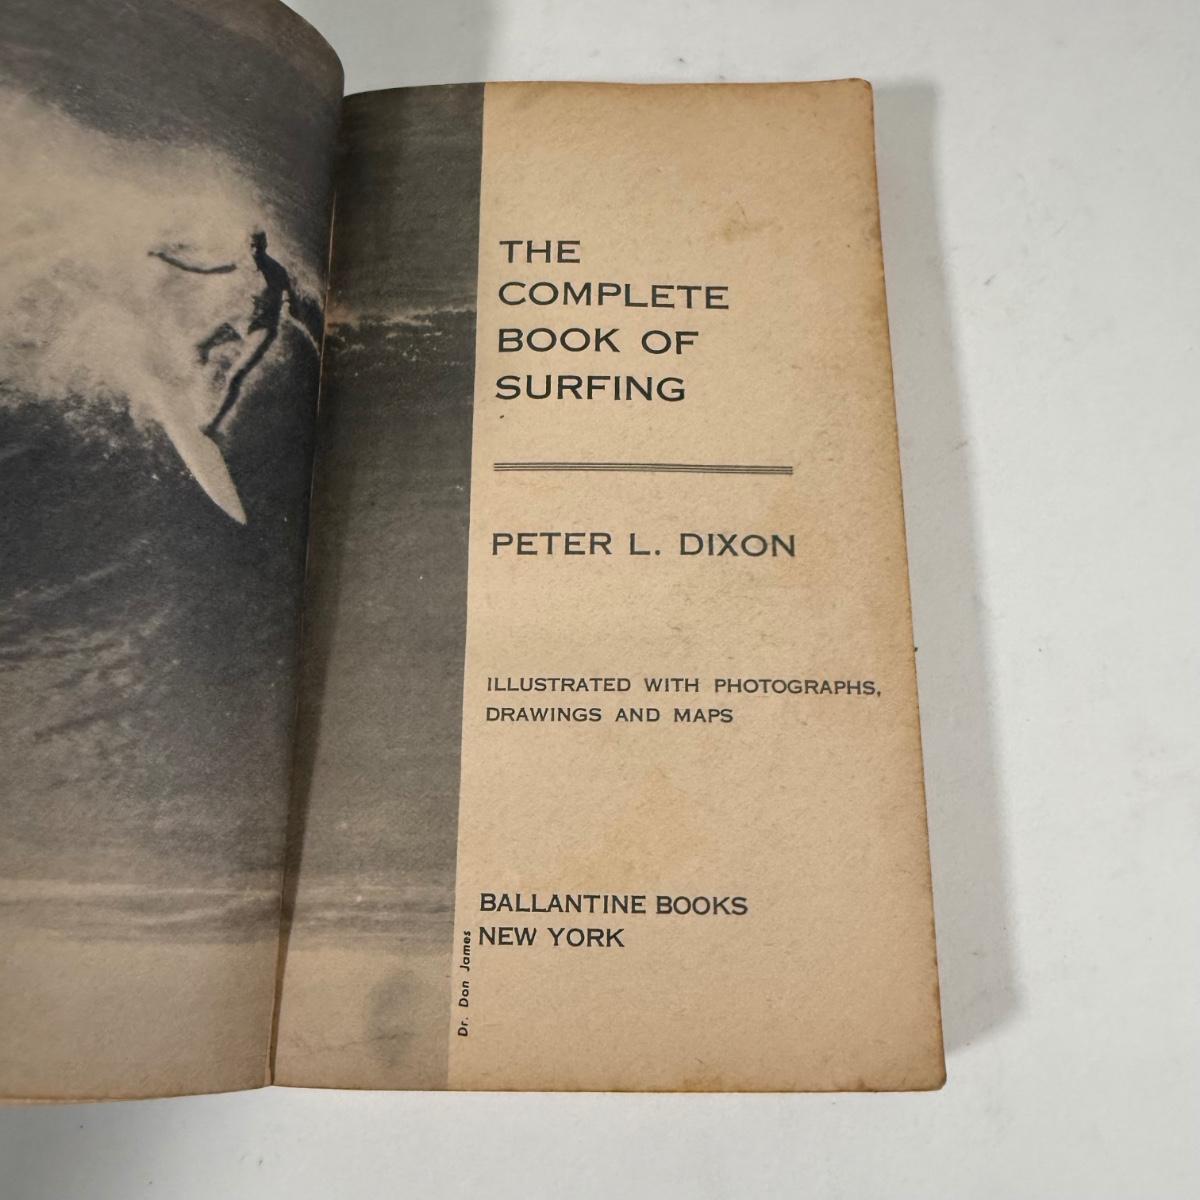 THE
COMPLETE
BOOK OF
SURFING
PETER L. DIXON
ILLUSTRATED WITH PHOTOGRAPHS,
DRAWINGS AND MAPS
BALLANTINE BOOKS
NEW YORK
Dr. Don James